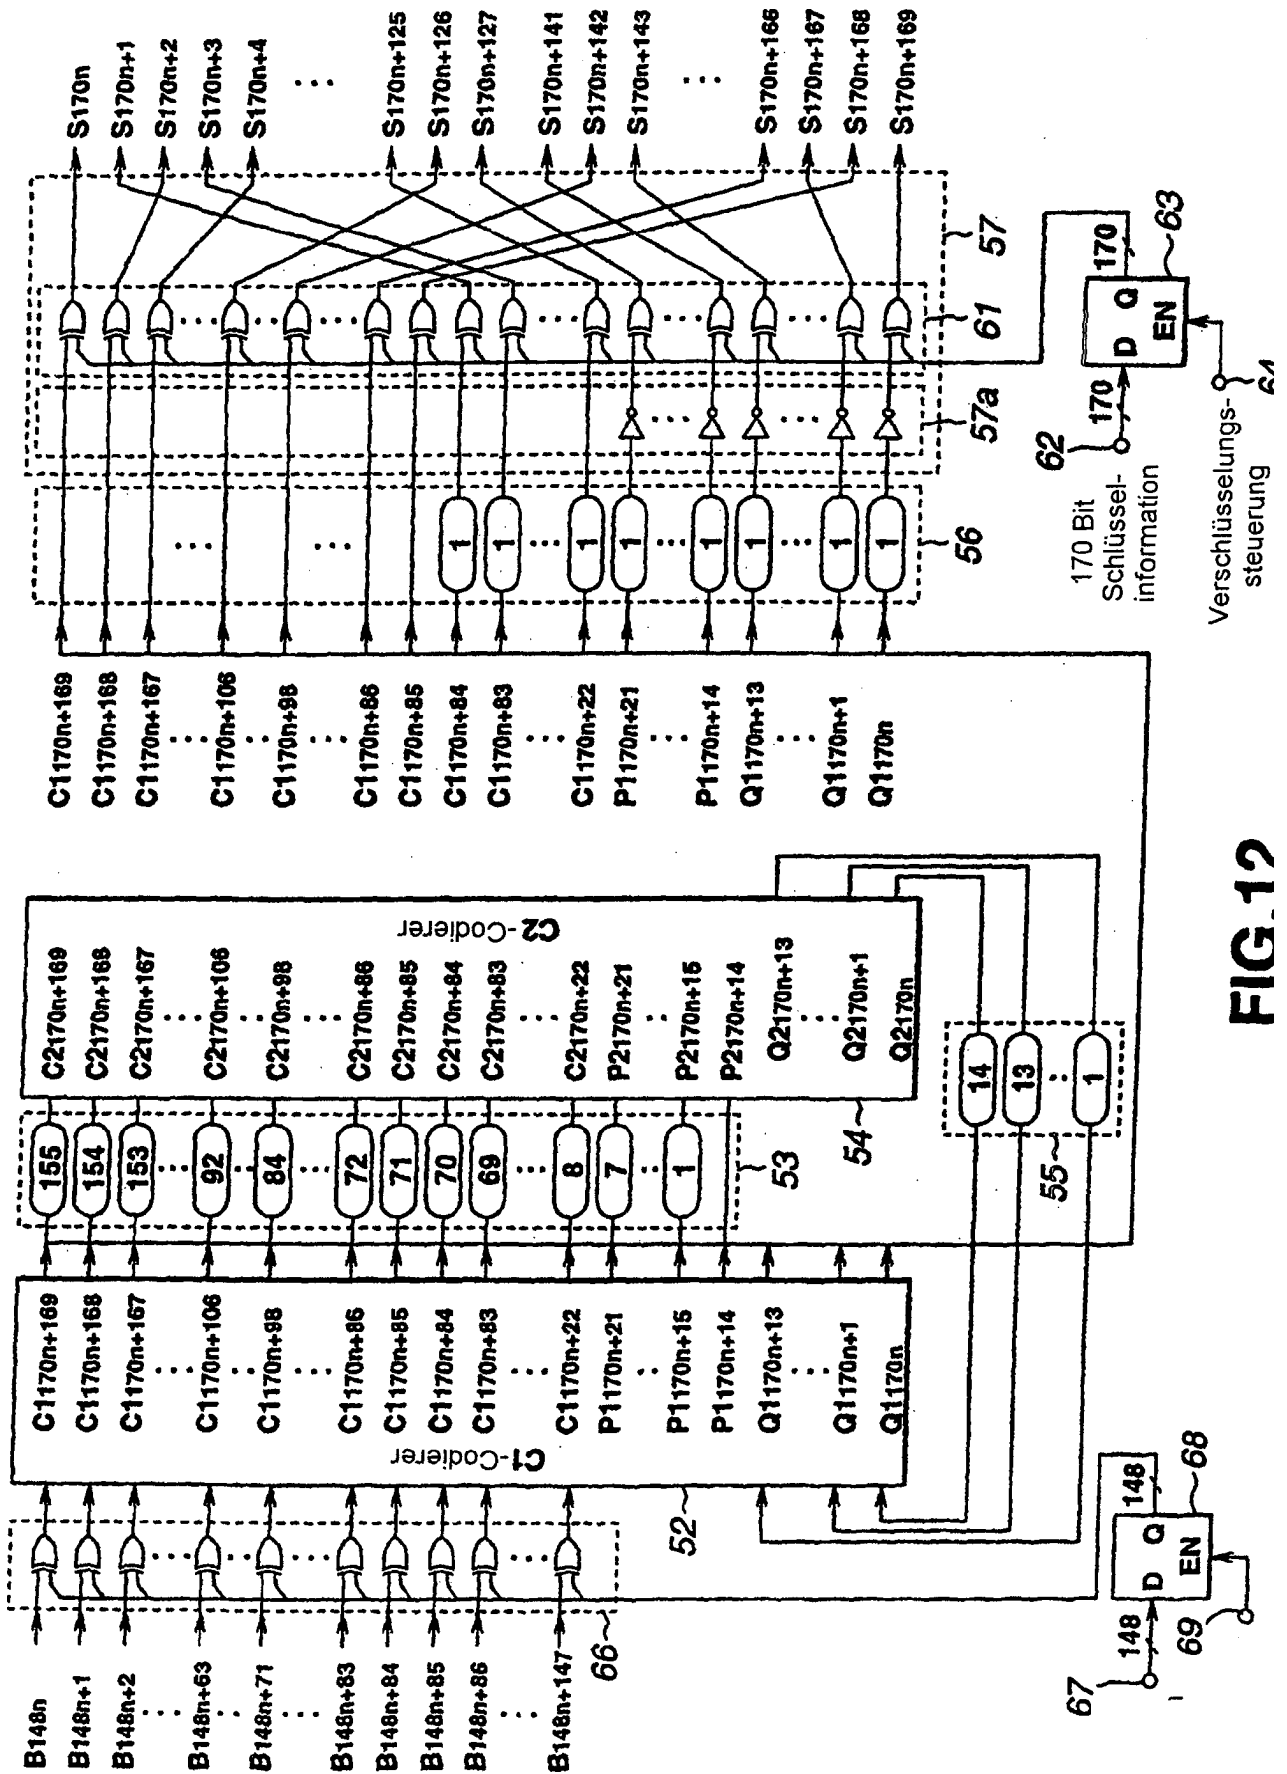 B148n
B148n+1
B148n+2
B148n+63
B148n+71
B148n+83
B148n+84
B148n+85
B148n+86
B148n+147
66
67
148
D Q
EN
148
68
69
C1-Codierer
C1170n+169
C1170n+168
C1170n+167
C1170n+106
C1170n+98
C1170n+86
C1170n+85
C1170n+84
C1170n+83
C1170n+22
P1170n+21
P1170n+15
P1170n+14
Q1170n+13
Q1170n+1
Q1170n
52
155
154
153
92
84
72
71
70
69
8
7
1
53
C2-Codierer
C2170n+169
C2170n+168
C2170n+167
C2170n+106
C2170n+98
C2170n+86
C2170n+85
C2170n+84
C2170n+83
C2170n+22
P2170n+21
P2170n+15
P2170n+14
Q2170n+13
Q2170n+1
Q2170n
54
14
13
1
55
C1170n+169
C1170n+168
C1170n+167
C1170n+106
C1170n+98
C1170n+86
C1170n+85
C1170n+84
C1170n+83
C1170n+22
P1170n+21
P1170n+14
Q1170n+13
Q1170n+1
Q1170n
1
1
1
1
1
1
1
1
56
57a
61
57
S170n
S170n+1
S170n+2
S170n+3
S170n+4
S170n+125
S170n+126
S170n+127
S170n+141
S170n+142
S170n+143
S170n+166
S170n+167
S170n+168
S170n+169
170 Bit
Schlüssel-
information
62
170
D Q
EN
170
63
Verschlüsselungs-
steuerung
64
FIG.12